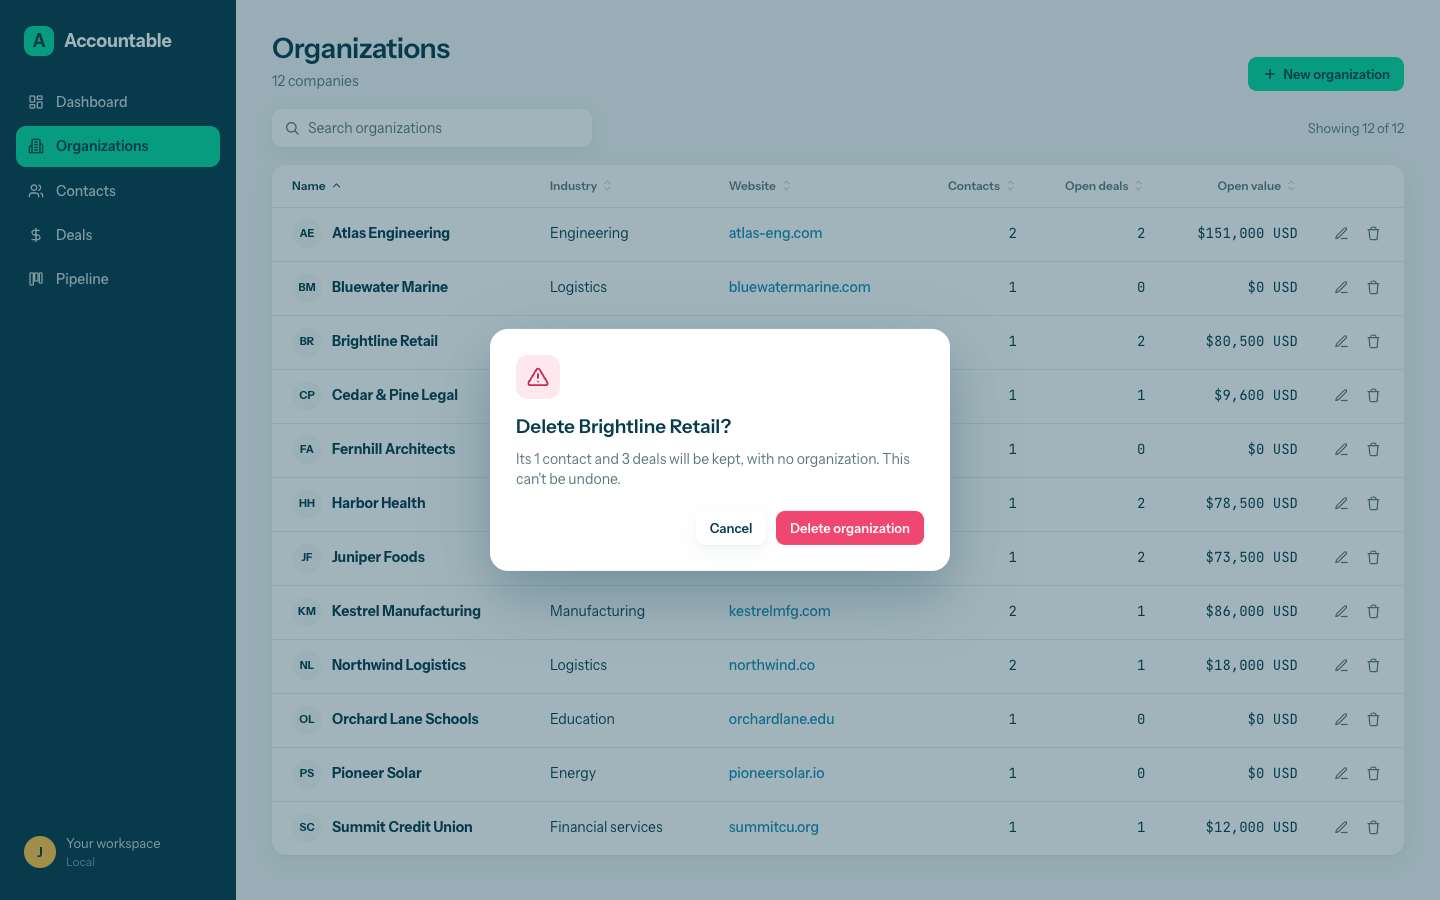 A Accountable
Dashboard
Organizations
Contacts
Deals
Pipeline
J Your workspace
Local
Organizations
12 companies
+ New organization
Search organizations
Showing 12 of 12
Name Industry Website Contacts Open deals Open value
AE Atlas Engineering Engineering atlas-eng.com 2 2 $151,000 USD
BM Bluewater Marine Logistics bluewatermarine.com 1 0 $0 USD
BR Brightline Retail 1 2 $80,500 USD
CP Cedar & Pine Legal 1 1 $9,600 USD
FA Fernhill Architects 1 0 $0 USD
HH Harbor Health 1 2 $78,500 USD
JF Juniper Foods 1 2 $73,500 USD
KM Kestrel Manufacturing Manufacturing kestrelmfg.com 2 1 $86,000 USD
NL Northwind Logistics Logistics northwind.co 2 1 $18,000 USD
OL Orchard Lane Schools Education orchardlane.edu 1 0 $0 USD
PS Pioneer Solar Energy pioneersolar.io 1 0 $0 USD
SC Summit Credit Union Financial services summitcu.org 1 1 $12,000 USD
Delete Brightline Retail?
Its 1 contact and 3 deals will be kept, with no organization. This
can't be undone.
Cancel Delete organization